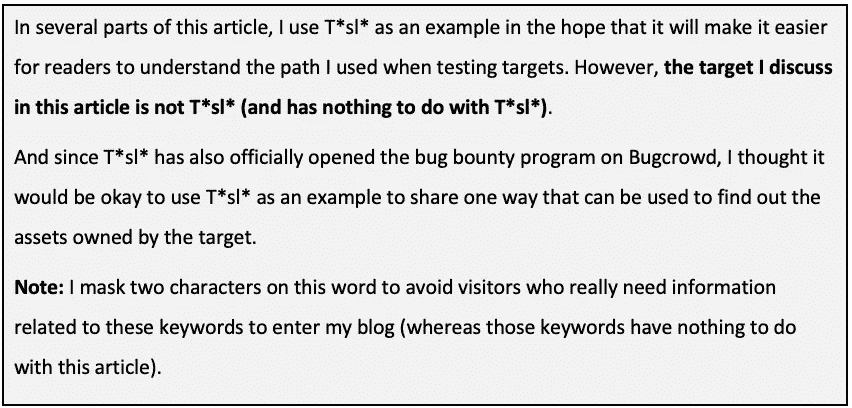 In several parts of this article, I use T*sl* as an example in the hope that it will make it easier
for readers to understand the path I used when testing targets. However, the target I discuss
in this article is not T*sl* (and has nothing to do with T*sl*).
And since T*sl* has also officially opened the bug bounty program on Bugcrowd, I thought it
would be okay to use T*sl* as an example to share one way that can be used to find out the
assets owned by the target.
Note: I mask two characters on this word to avoid visitors who really need information
related to these keywords to enter my blog (whereas those keywords have nothing to do
with this article).